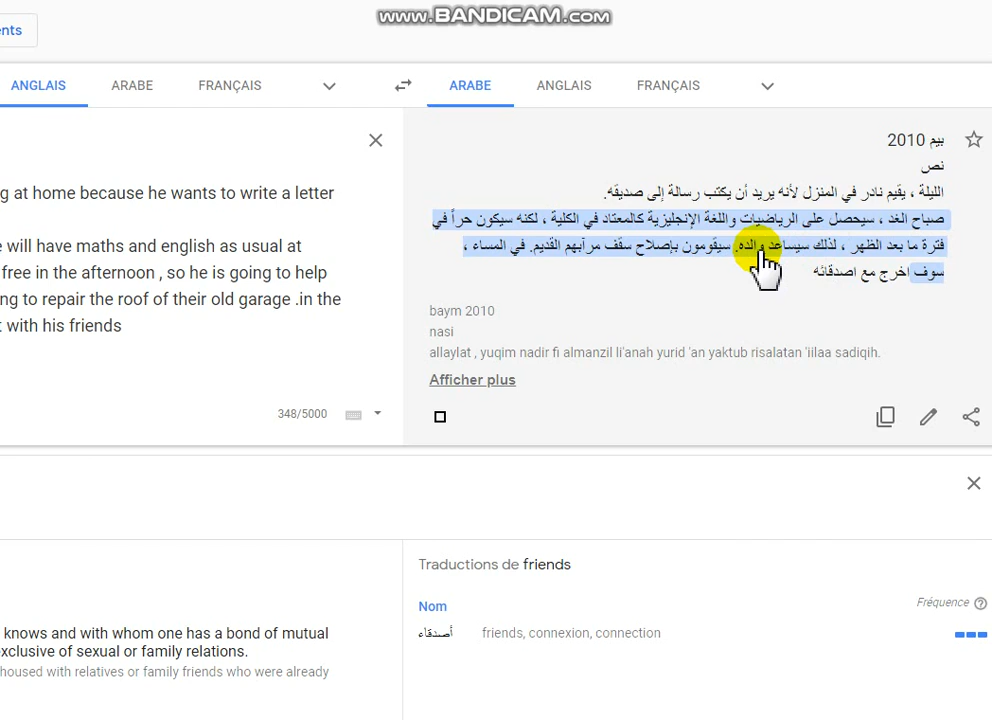 www.BANDICAM.com
nts
ANGLAIS ARABE FRANÇAIS
ARABE ANGLAIS FRANÇAIS
g at home because he wants to write a letter
e will have maths and english as usual at
free in the afternoon , so he is going to help
ng to repair the roof of their old garage .in the
t with his friends
348/5000
بيم 2010
نص
الليلة ، يقيم نادر في المنزل لأنه يريد أن يكتب رسالة إلى صديقه.
صباح الغد ، سيحصل على الرياضيات واللغة الإنجليزية كالمعتاد في الكلية ، لكنه سيكون حراً في
فترة ما بعد الظهر ، لذلك سيساعد والده. سيقومون بإصلاح سقف مرآبهم القديم. في المساء ،
سوف اخرج مع اصدقائه
baym 2010
nasi
allaylat , yuqim nadir fi almanzil li'anah yurid 'an yaktub risalatan 'iilaa sadiqih.
Afficher plus
knows and with whom one has a bond of mutual
xclusive of sexual or family relations.
housed with relatives or family friends who were already
Traductions de friends
Nom
Fréquence
أصدقاء
friends, connexion, connection